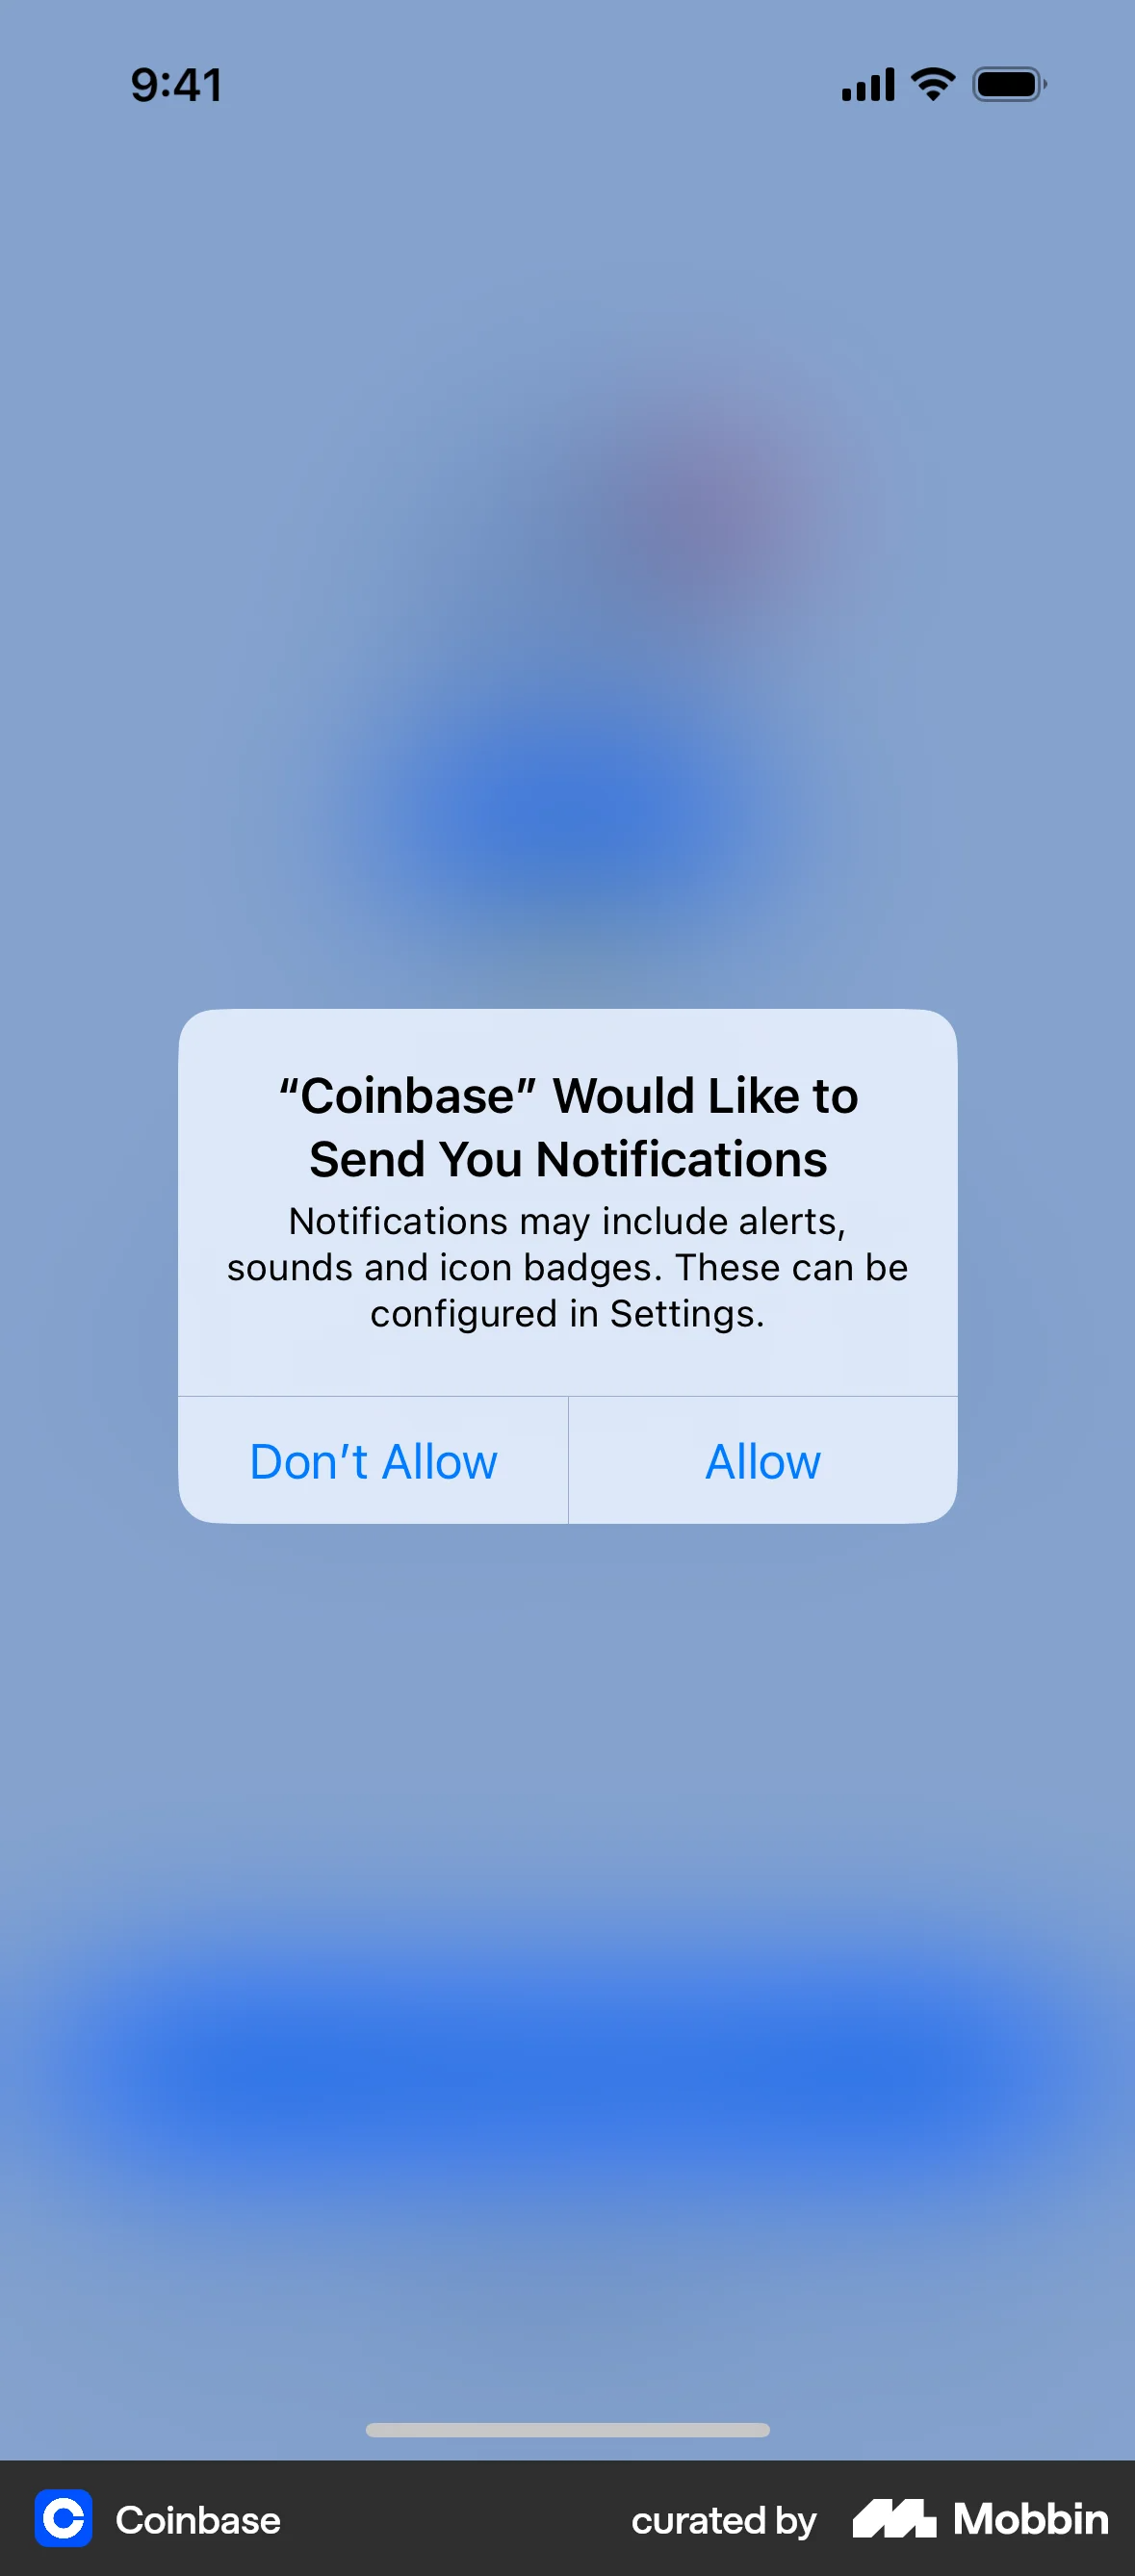 9:41
“Coinbase” Would Like to
Send You Notifications
Notifications may include alerts,
sounds and icon badges. These can be
configured in Settings.
Don’t Allow
Allow
Coinbase
curated by
Mobbin